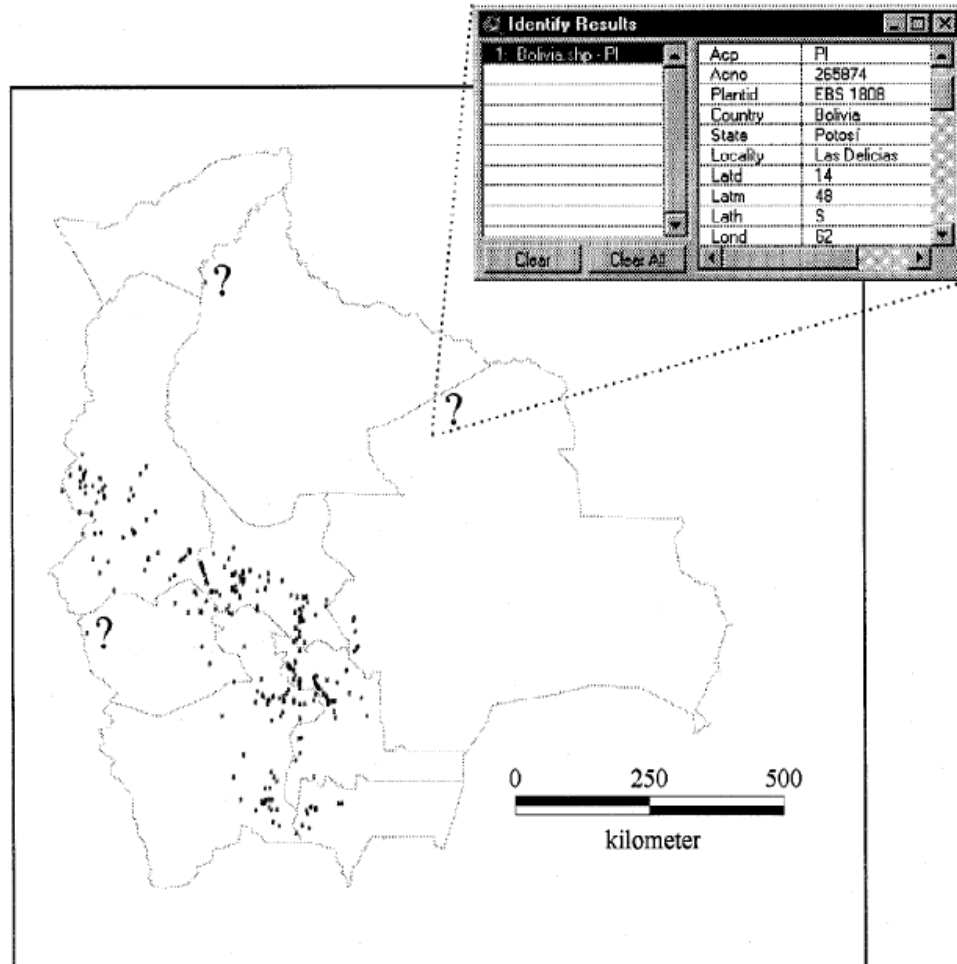 Identify Results
1: Bolivia.shp - PI
Acp PI
Acno 265874
Plantid EBS 1808
Country Bolivia
State Potosí
Locality Las Delicias
Latd 14
Latm 48
Lath S
Lond 62
Clear Clear All
?
?
?
0 250 500
kilometer